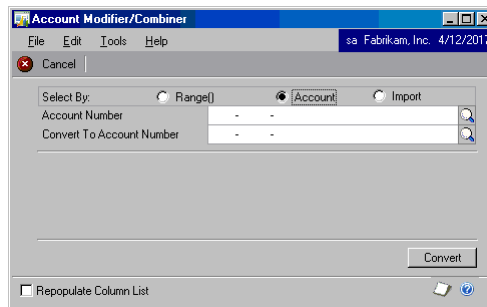 Account Modifier/Combiner
File Edit Tools Help sa Fabrikam, Inc. 4/12/2017
Cancel
Select By: Range() Account Import
Account Number - -
Convert To Account Number - -
Convert
Repopulate Column List